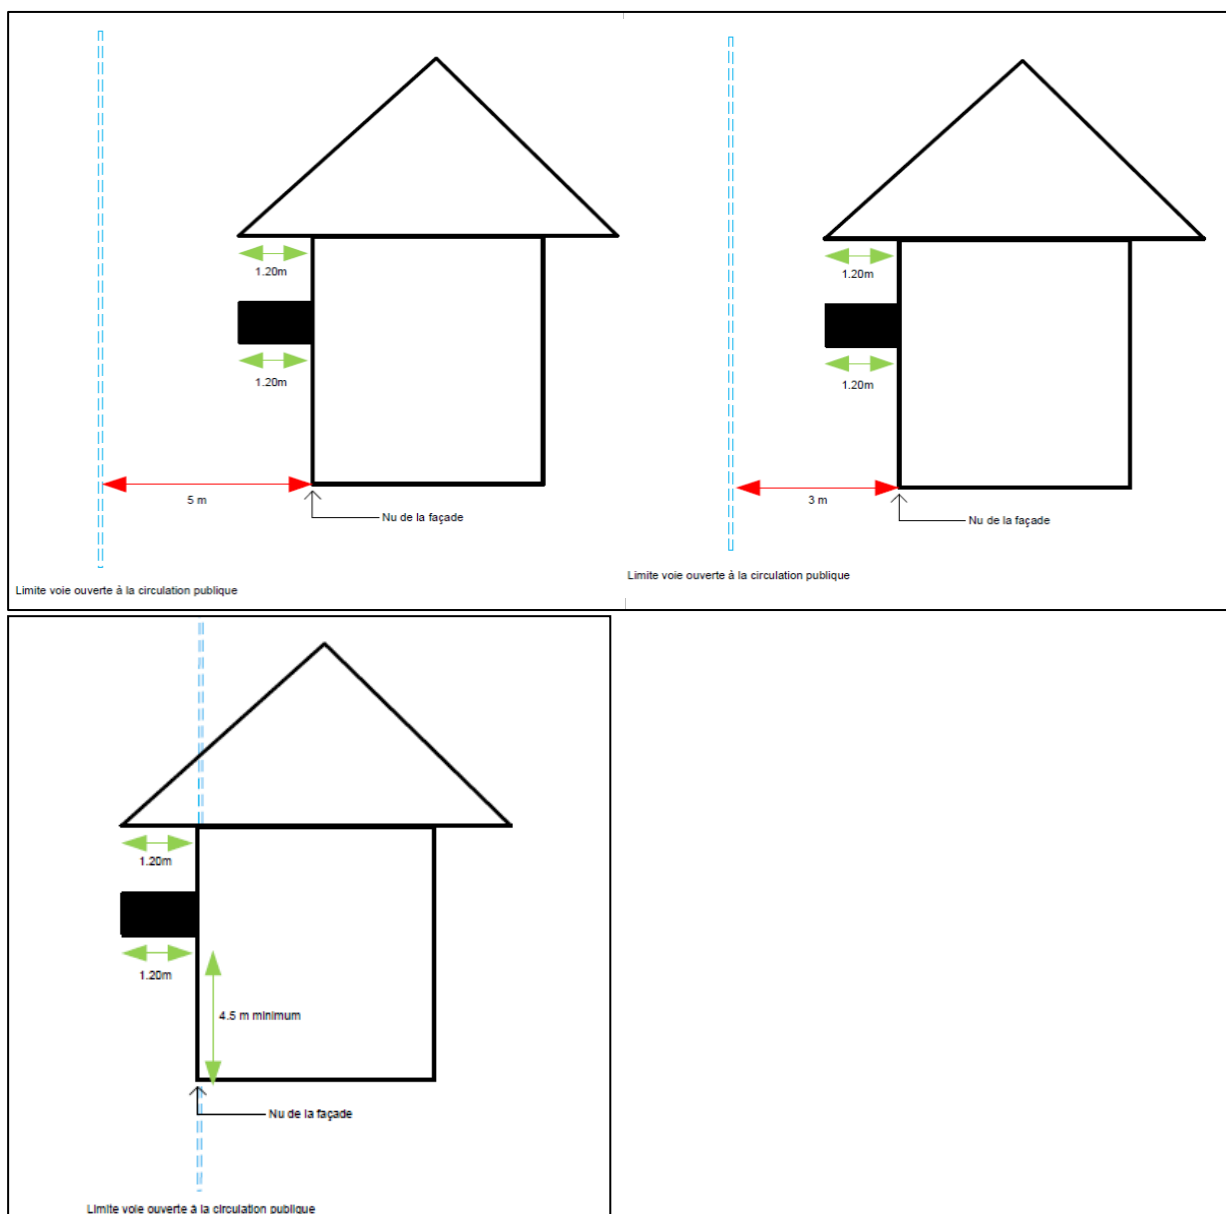 1.20m
1.20m
5 m
Nu de la façade
Limite voie ouverte à la circulation publique
1.20m
1.20m
3 m
Nu de la façade
Limite voie ouverte à la circulation publique
1.20m
1.20m
4.5 m minimum
Nu de la façade
Limite voie ouverte à la circulation publique